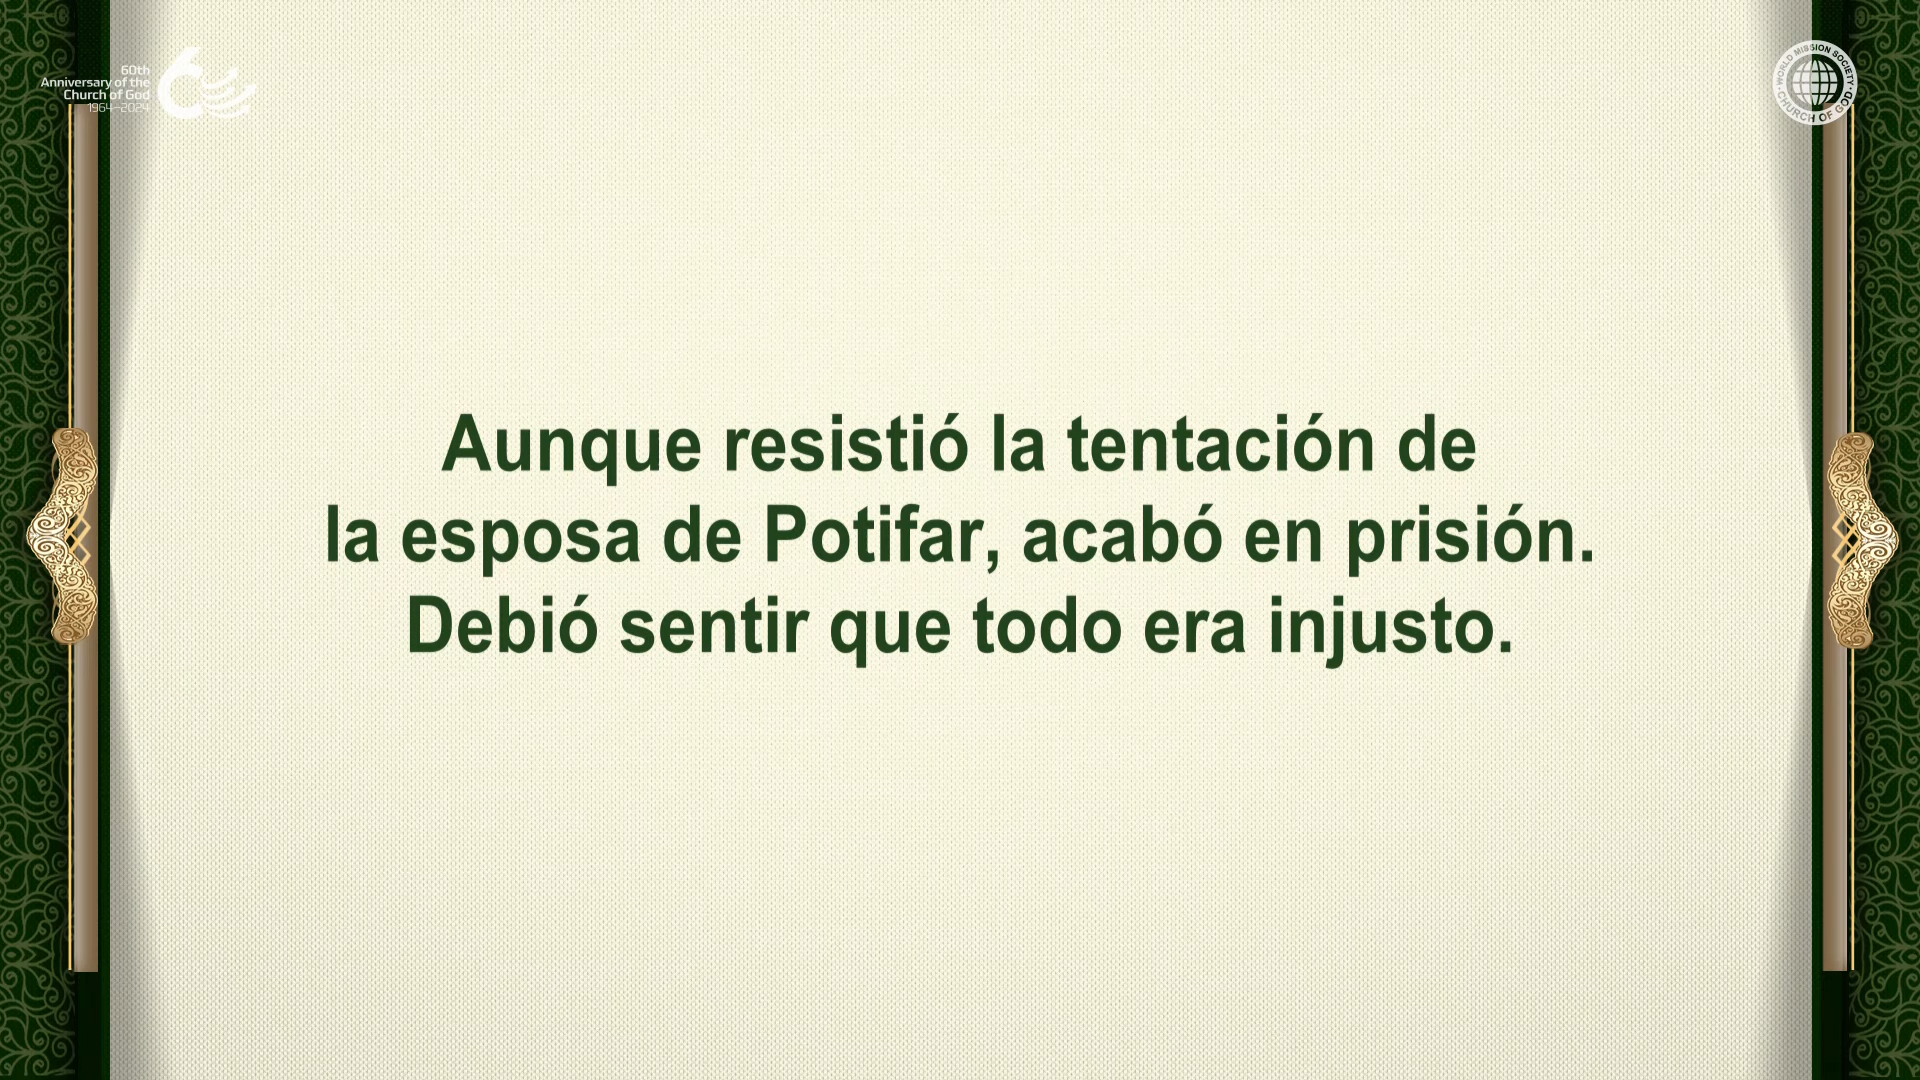 60th
Anniversary of the
Church of God
1964–2024
WORLD MISSION SOCIETY
CHURCH OF GOD
Aunque resistió la tentación de
la esposa de Potifar, acabó en prisión.
Debió sentir que todo era injusto.